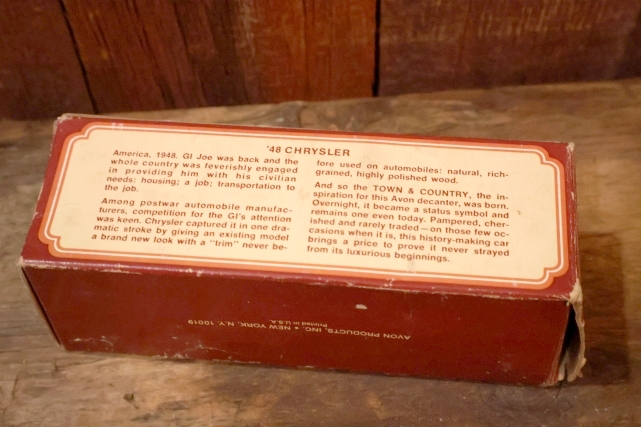 '48 CHRYSLER
America, 1948. GI Joe was back and the
whole country was feverishly engaged
in providing him with his civilian
needs: housing; a job; transportation to
the job.
Among postwar automobile manufac-
turers, competition for the GI's attention
was keen. Chrysler captured it in one dra-
matic stroke by giving an existing model
a brand new look with a "trim" never be-
fore used on automobiles: natural, rich-
grained, highly polished wood.
And so the TOWN & COUNTRY, the in-
spiration for this Avon decanter, was born.
Overnight, it became a status symbol and
remains one even today. Pampered, cher-
ished and rarely traded—on those few oc-
casions when it is, this history-making car
brings a price to prove it never strayed
from its luxurious beginnings.
AVON PRODUCTS, INC. • NEW YORK, N.Y. 10019
Printed in U.S.A.